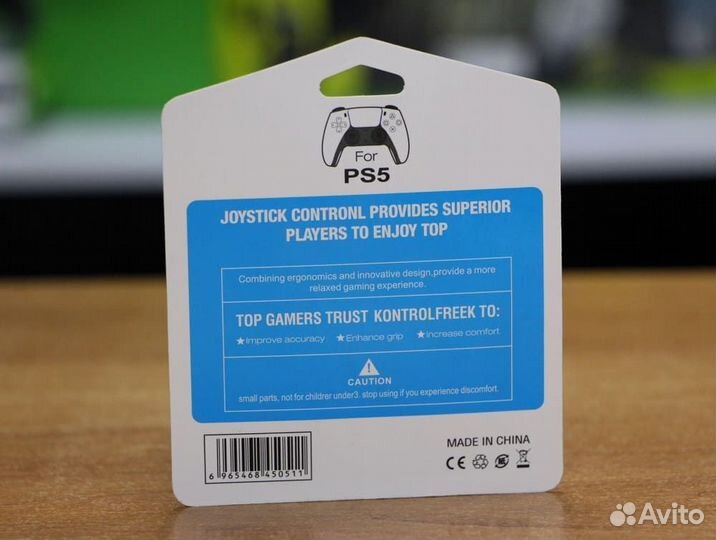 For
PS5
JOYSTICK CONTRONL PROVIDES SUPERIOR
PLAYERS TO ENJOY TOP
Combining ergonomics and innovative design,provide a more
relaxed gaming experience.
TOP GAMERS TRUST KONTROLFREEK TO:
★Improve accuracy ★Enhance grip ★Increase comfort
CAUTION
small parts, not for childrer under3. stop using if you experience discomfort.
6 965468 450511
MADE IN CHINA
CE
Avito